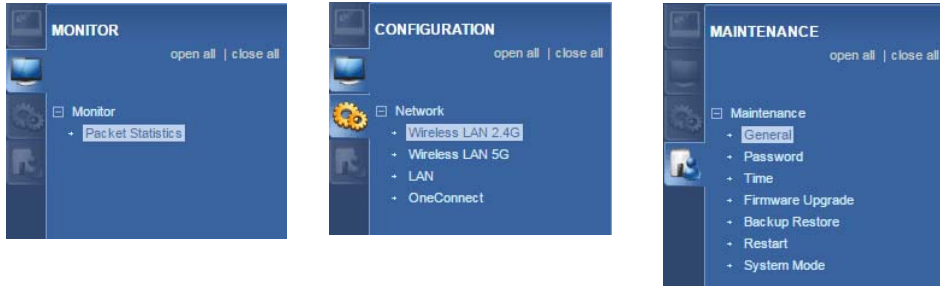 MONITOR
open all | close all
Monitor
Packet Statistics
CONFIGURATION
open all | close all
Network
Wireless LAN 2.4G
Wireless LAN 5G
LAN
OneConnect
MAINTENANCE
open all | close all
Maintenance
General
Password
Time
Firmware Upgrade
Backup Restore
Restart
System Mode